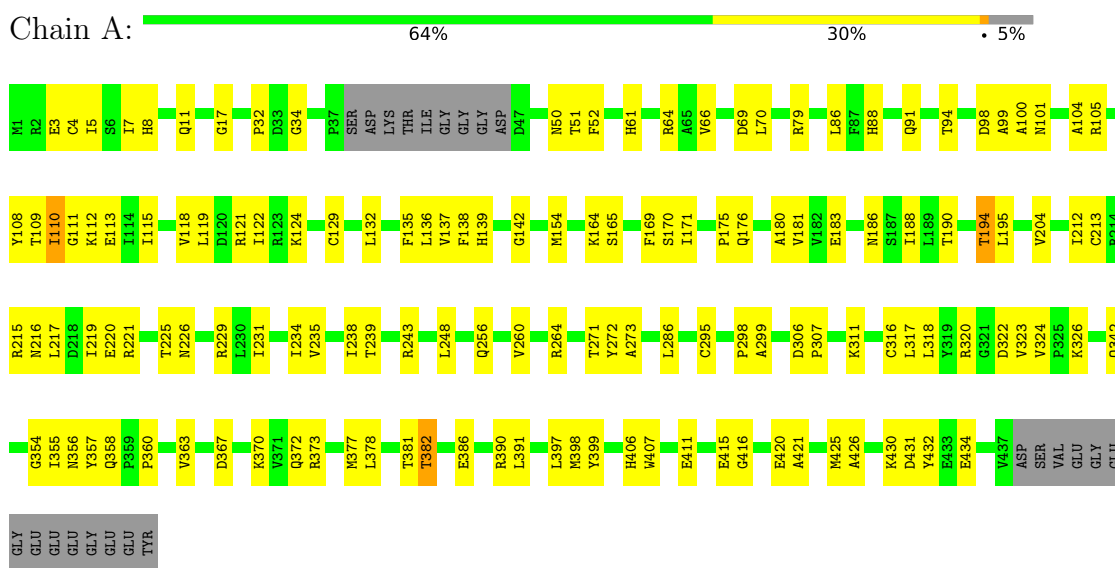 Chain A:
64% 30% • 5%
M1 R2 E3 C4 I5 S6 I7 H8 Q11 G17 P32 D33 G34 P37 SER ASP LYS THR ILE GLY GLY GLY ASP D47 N50 T51 F52 H61 R64 A65 V66 D69 L70 R79 L86 F87 H88 Q91 T94 D98 A99 A100 N101 A104 R105
Y108 T109 I110 G111 K112 E113 I114 I115 V118 L119 D120 R121 I122 R123 K124 C129 L132 F135 L136 V137 F138 H139 G142 M154 K164 S165 F169 S170 I171 P175 Q176 A180 V181 V182 E183 N186 S187 I188 L189 T190 T194 L195 V204 I212 C213 R214
R215 N216 L217 D218 I219 E220 R221 T225 N226 R229 L230 I231 I234 V235 I238 T239 R243 L248 Q256 V260 R264 T271 Y272 A273 L286 C295 P298 A299 D306 P307 K311 C316 L317 L318 Y319 R320 G321 D322 V323 V324 P325 K326
G354 I355 N356 Y357 Q358 P359 P360 V363 D367 K370 V371 Q372 R373 M377 L378 T381 T382 E386 R390 L391 L397 M398 Y399 H406 W407 E411 E415 G416 E420 A421 M425 A426 K430 D431 Y432 E433 E434 V437 ASP SER VAL GLU GLY GLU
GLY GLU GLU GLU GLY GLU GLU TYR